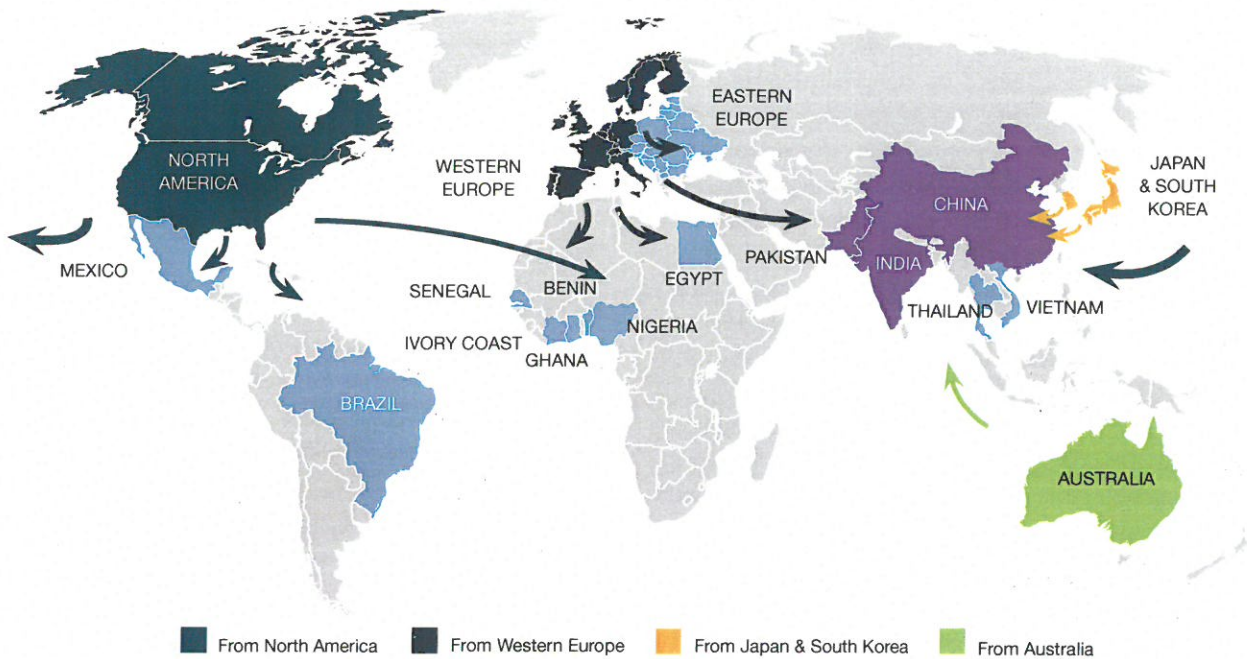 EASTERN
EUROPE
NORTH
AMERICA
WESTERN
EUROPE
JAPAN
& SOUTH
KOREA
CHINA
MEXICO
PAKISTAN
INDIA
EGYPT
BENIN
SENEGAL
THAILAND
VIETNAM
NIGERIA
IVORY COAST
GHANA
BRAZIL
AUSTRALIA
From North America
From Western Europe
From Japan & South Korea
From Australia